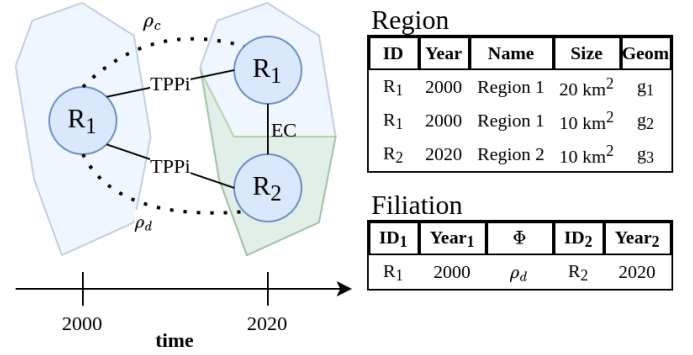 ρc
R1
TPPi
R1
EC
TPPi
R2
ρd
2000
2020
time
Region
ID Year Name Size Geom
R1 2000 Region 1 20 km2 g1
R1 2000 Region 1 10 km2 g2
R2 2020 Region 2 10 km2 g3
Filiation
ID1 Year1 Φ ID2 Year2
R1 2000 ρd R2 2020